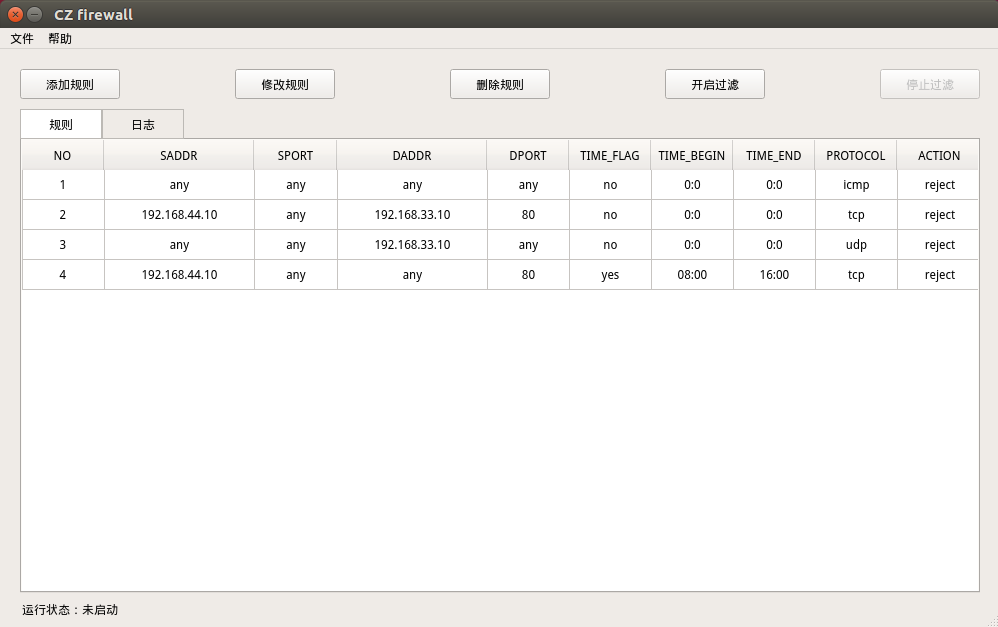 CZ firewall
文件 帮助
添加规则 修改规则 删除规则 开启过滤 停止过滤
规则 日志
NO SADDR SPORT DADDR DPORT TIME_FLAG TIME_BEGIN TIME_END PROTOCOL ACTION
1 any any any any no 0:0 0:0 icmp reject
2 192.168.44.10 any 192.168.33.10 80 no 0:0 0:0 tcp reject
3 any any 192.168.33.10 any no 0:0 0:0 udp reject
4 192.168.44.10 any any 80 yes 08:00 16:00 tcp reject
运行状态：未启动